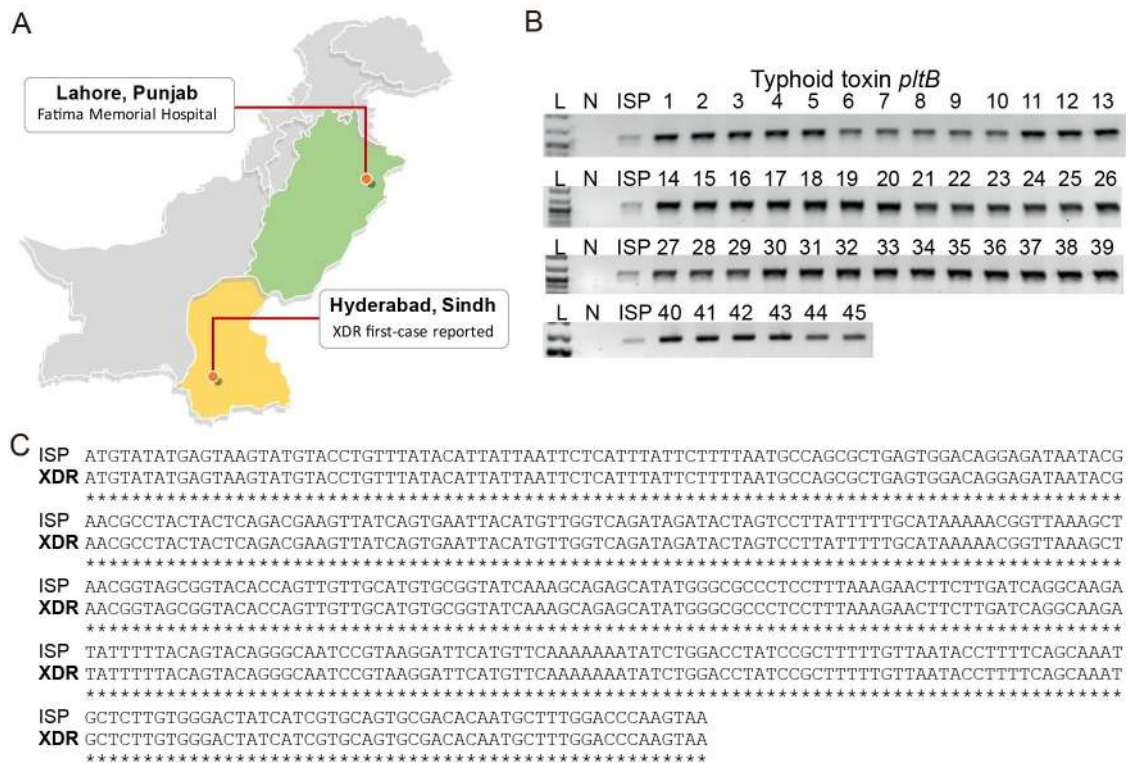 A
Lahore, Punjab
Fatima Memorial Hospital
Hyderabad, Sindh
XDR first-case reported
B
Typhoid toxin pltB
L N ISP 1 2 3 4 5 6 7 8 9 10 11 12 13
L N ISP 14 15 16 17 18 19 20 21 22 23 24 25 26
L N ISP 27 28 29 30 31 32 33 34 35 36 37 38 39
L N ISP 40 41 42 43 44 45
C
ISP ATGTATATGAGTAAGTATGTACCTGTTTATACATTATTAATTCTCATTTATTCTTTTAATGCCAGCGCTGAGTGGACAGGAGATAATACG
XDR ATGTATATGAGTAAGTATGTACCTGTTTATACATTATTAATTCTCATTTATTCTTTTAATGCCAGCGCTGAGTGGACAGGAGATAATACG
******************************************************************************************
ISP AACGCCTACTACTCAGACGAAGTTATCAGTGAATTACATGTTGGTCAGATAGATACTAGTCCTTATTTTTGCATAAAAACGGTTAAAGCT
XDR AACGCCTACTACTCAGACGAAGTTATCAGTGAATTACATGTTGGTCAGATAGATACTAGTCCTTATTTTTGCATAAAAACGGTTAAAGCT
******************************************************************************************
ISP AACGGTAGCGGTACACCAGTTGTTGCATGTGCGGTATCAAAGCAGAGCATATGGGCGCCCTCCTTTAAAGAACTTCTTGATCAGGCAAGA
XDR AACGGTAGCGGTACACCAGTTGTTGCATGTGCGGTATCAAAGCAGAGCATATGGGCGCCCTCCTTTAAAGAACTTCTTGATCAGGCAAGA
******************************************************************************************
ISP TATTTTTACAGTACAGGGCAATCCGTAAGGATTCATGTTCAAAAAAATATCTGGACCTATCCGCTTTTTGTTAATACCTTTTCAGCAAAT
XDR TATTTTTACAGTACAGGGCAATCCGTAAGGATTCATGTTCAAAAAAATATCTGGACCTATCCGCTTTTTGTTAATACCTTTTCAGCAAAT
******************************************************************************************
ISP GCTCTTGTGGGACTATCATCGTGCAGTGCGACACAATGCTTTGGACCCAAGTAA
XDR GCTCTTGTGGGACTATCATCGTGCAGTGCGACACAATGCTTTGGACCCAAGTAA
******************************************************